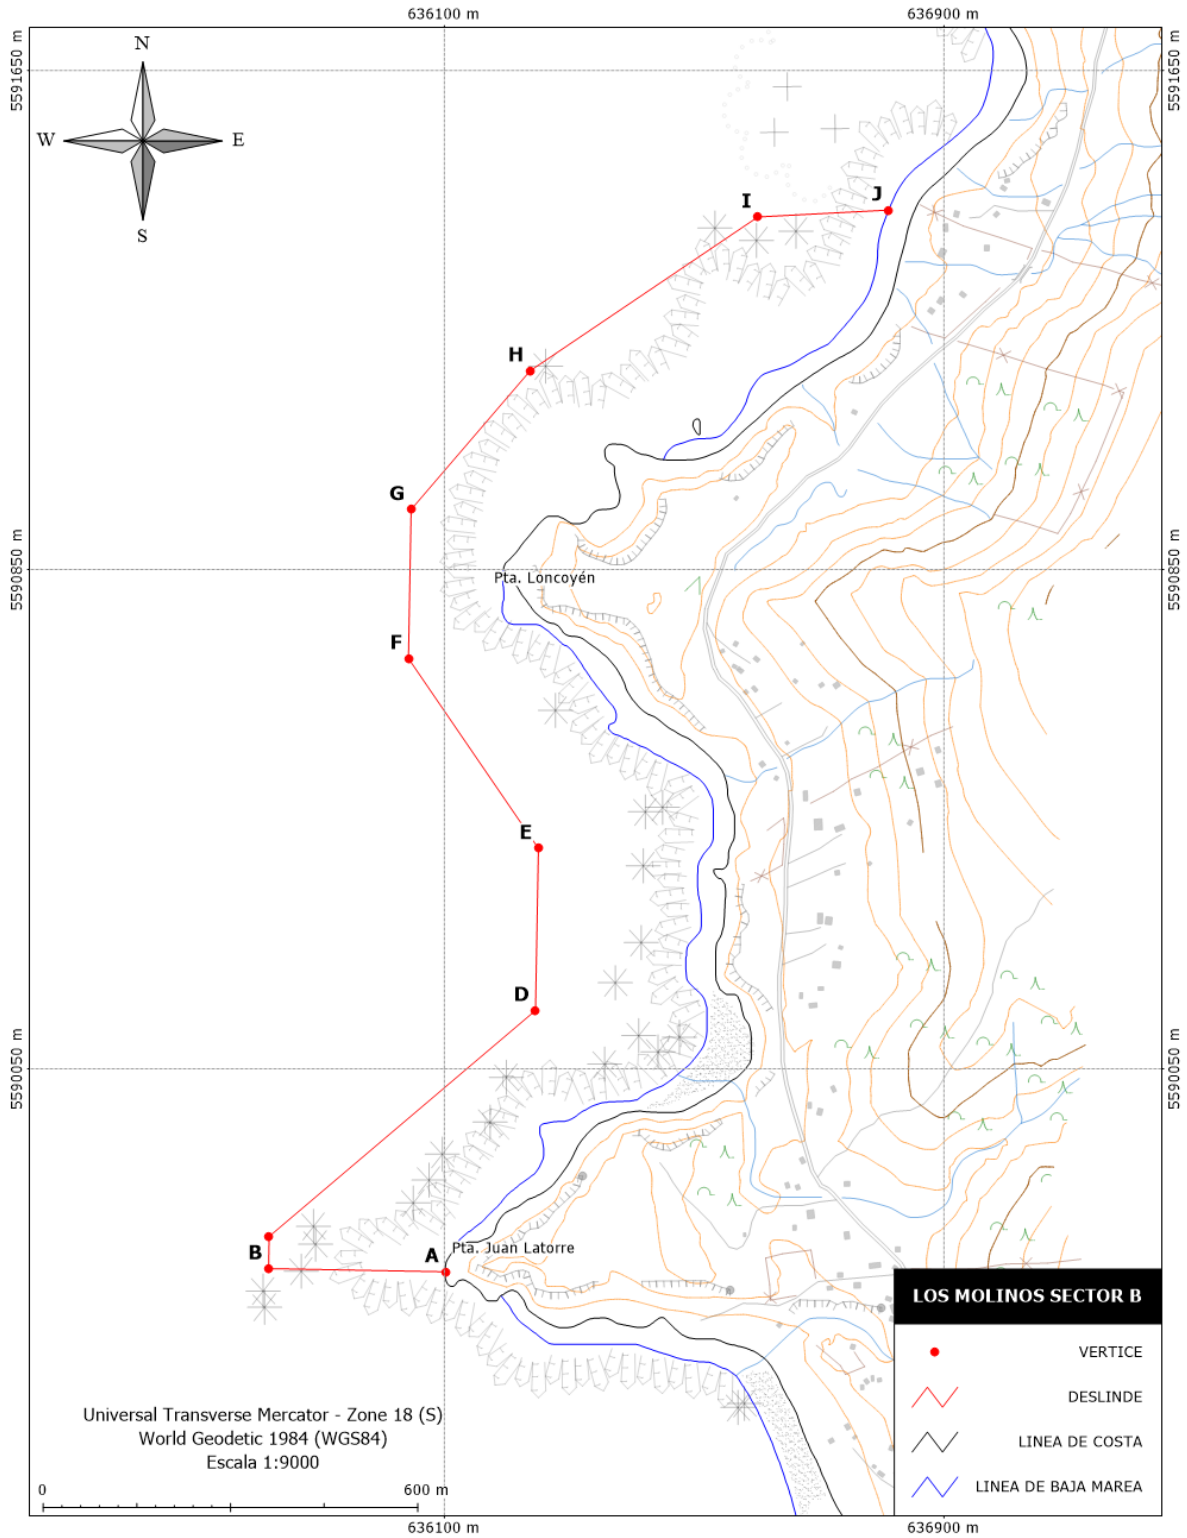 636100 m
636900 m
5591650 m
5591650 m
N
W
E
S
I
J
H
G
5590850 m
5590850 m
Pta. Loncoyén
F
E
D
5590050 m
5590050 m
B
A
Pta. Juan Latorre
LOS MOLINOS SECTOR B
VERTICE
DESLINDE
LINEA DE COSTA
LINEA DE BAJA MAREA
Universal Transverse Mercator - Zone 18 (S)
World Geodetic 1984 (WGS84)
Escala 1:9000
0
600 m
636100 m
636900 m